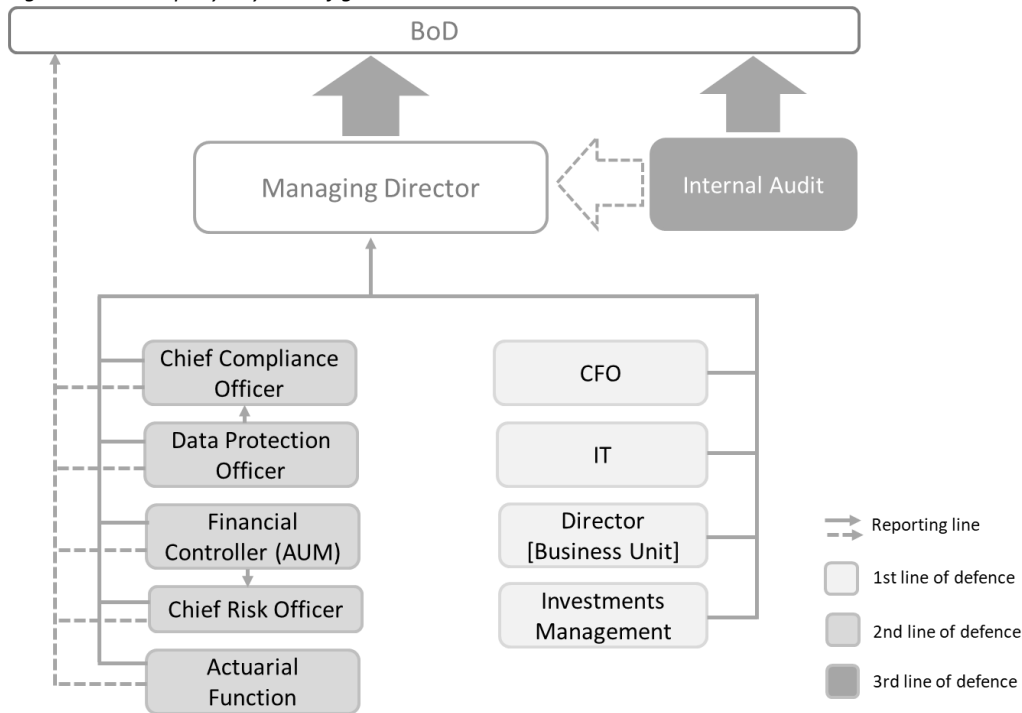 BoD
Managing Director
Internal Audit
Chief Compliance
Officer
Data Protection
Officer
Financial
Controller (AUM)
Chief Risk Officer
Actuarial
Function
CFO
IT
Director
[Business Unit]
Investments
Management
Reporting line
1st line of defence
2nd line of defence
3rd line of defence